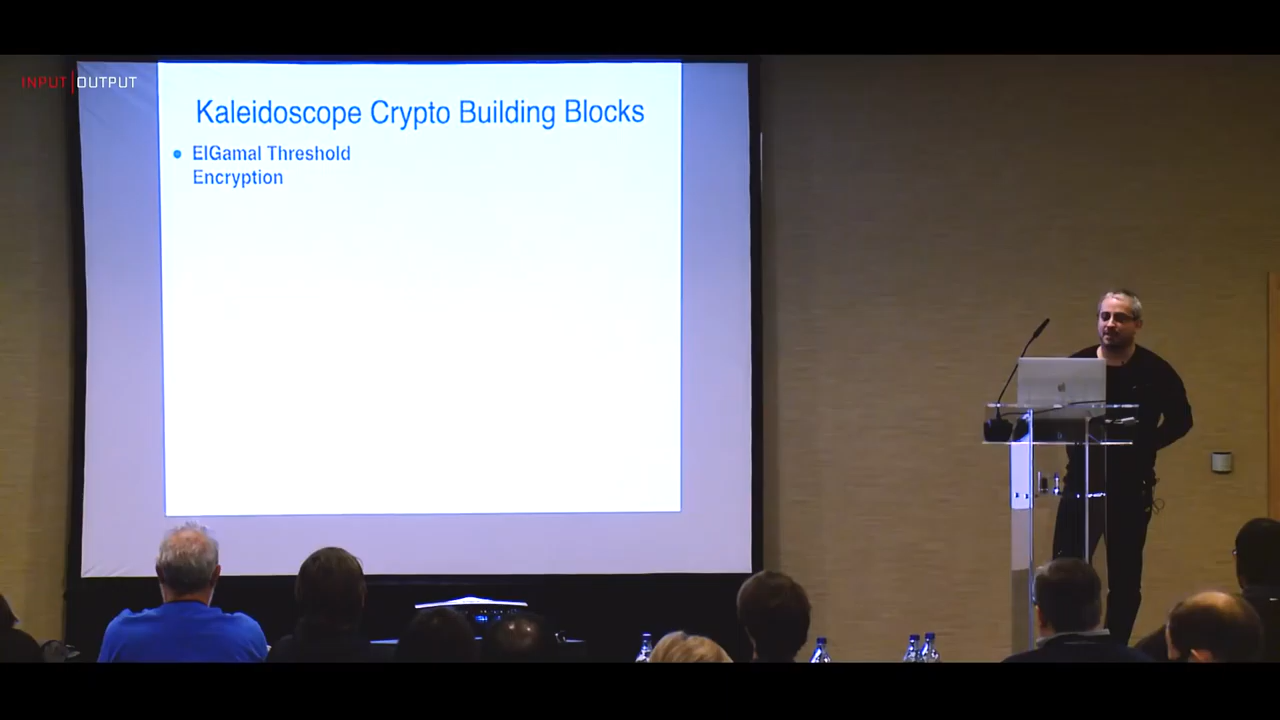 INPUT|OUTPUT
Kaleidoscope Crypto Building Blocks
• ElGamal Threshold
Encryption